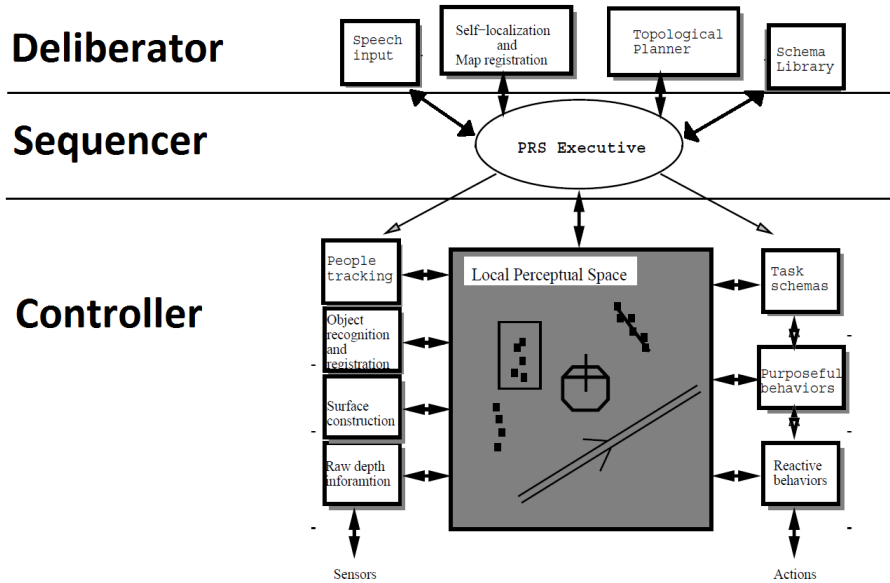 Deliberator
Speech
input
Self-localization
and
Map registration
Topological
Planner
Schema
Library
Sequencer
PRS Executive
Controller
People
tracking
Object
recognition
and
registration
Surface
construction
Raw depth
inforamtion
Sensors
Local Perceptual Space
Task
schemas
Purposeful
behaviors
Reactive
behaviors
Actions